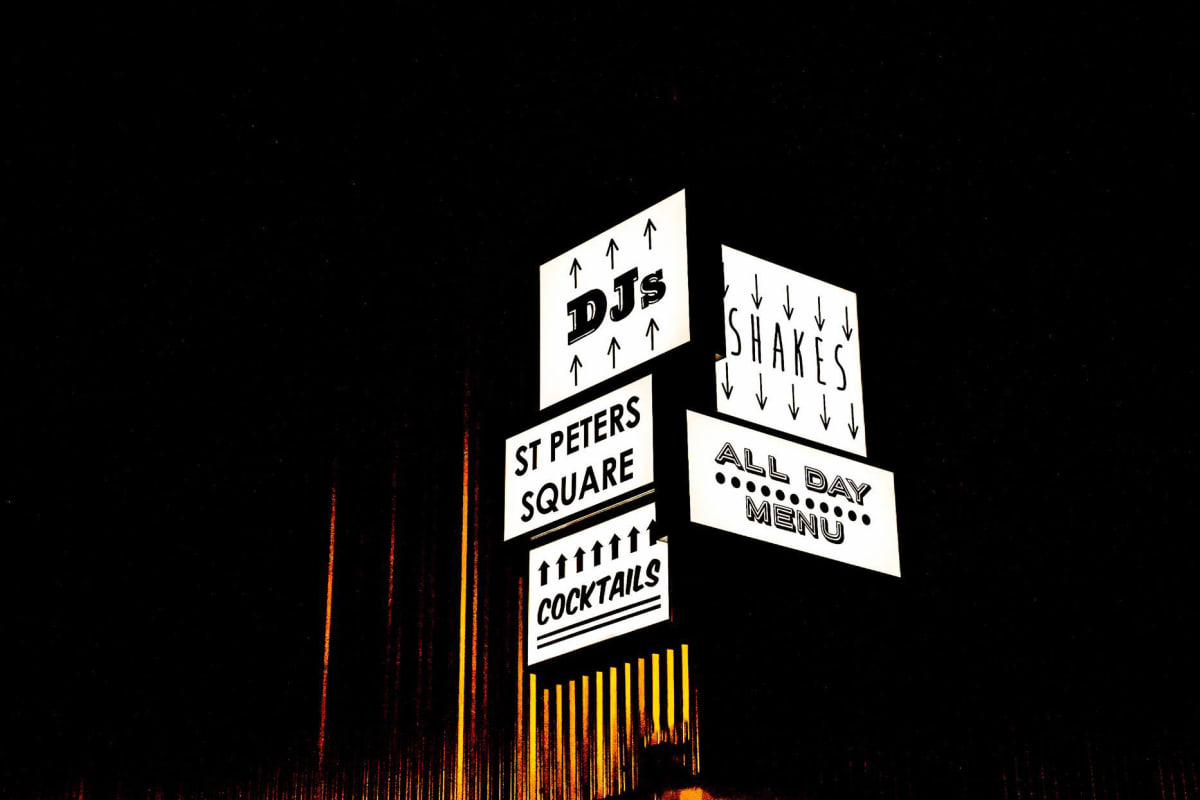 DJs
SHAKES
ST PETERS
SQUARE
ALL DAY
MENU
COCKTAILS